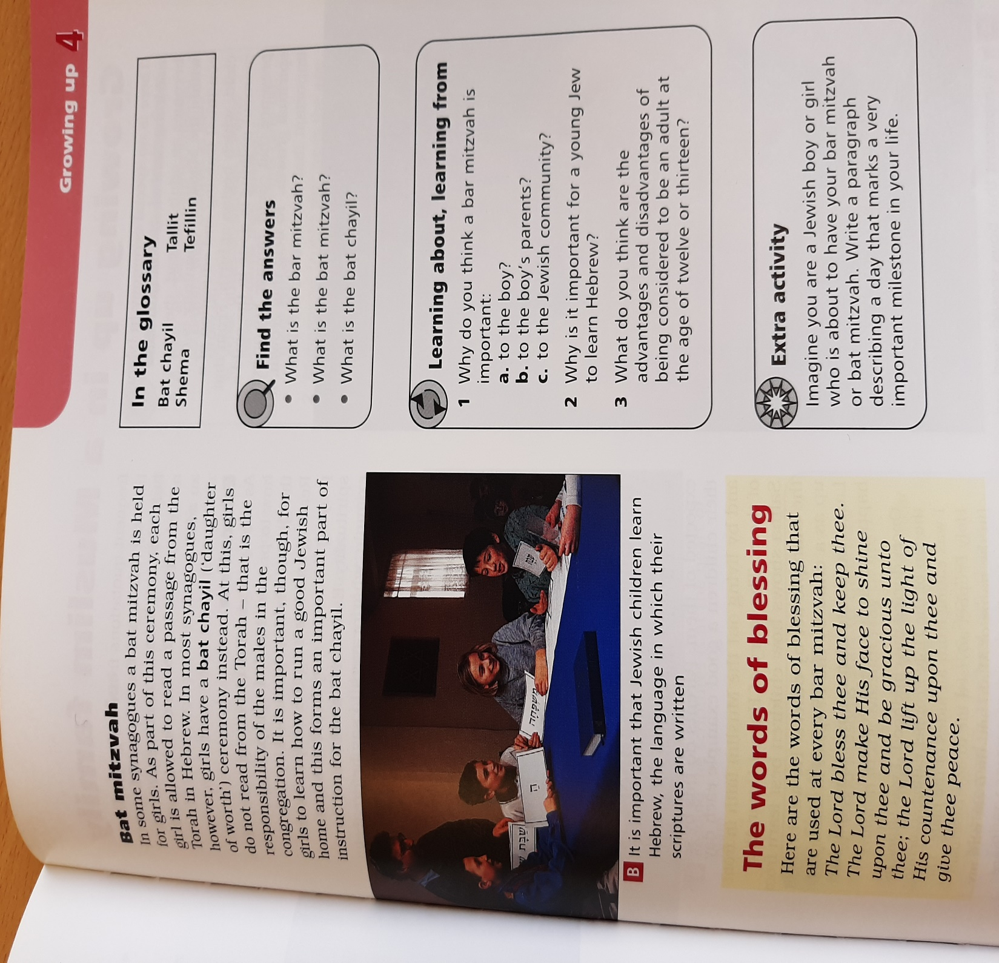 Growing up 4
Bat mitzvah
In some synagogues a bat mitzvah is held
for girls. As part of this ceremony, each
girl is allowed to read a passage from the
Torah in Hebrew. In most synagogues,
however, girls have a bat chayil (‘daughter
of worth’) ceremony instead. At this, girls
do not read from the Torah – that is the
responsibility of the males in the
congregation. It is important, though, for
girls to learn how to run a good Jewish
home and this forms an important part of
instruction for the bat chayil.
שבת
ה
משפחה
B It is important that Jewish children learn
Hebrew, the language in which their
scriptures are written
The words of blessing
Here are the words of blessing that
are used at every bar mitzvah:
The Lord bless thee and keep thee.
The Lord make His face to shine
upon thee and be gracious unto
thee; the Lord lift up the light of
His countenance upon thee and
give thee peace.
In the glossary
Bat chayil Tallit
Shema Tefillin
Find the answers
• What is the bar mitzvah?
• What is the bat mitzvah?
• What is the bat chayil?
Learning about, learning from
1 Why do you think a bar mitzvah is
important:
a. to the boy?
b. to the boy’s parents?
c. to the Jewish community?
2 Why is it important for a young Jew
to learn Hebrew?
3 What do you think are the
advantages and disadvantages of
being considered to be an adult at
the age of twelve or thirteen?
Extra activity
Imagine you are a Jewish boy or girl
who is about to have your bar mitzvah
or bat mitzvah. Write a paragraph
describing a day that marks a very
important milestone in your life.